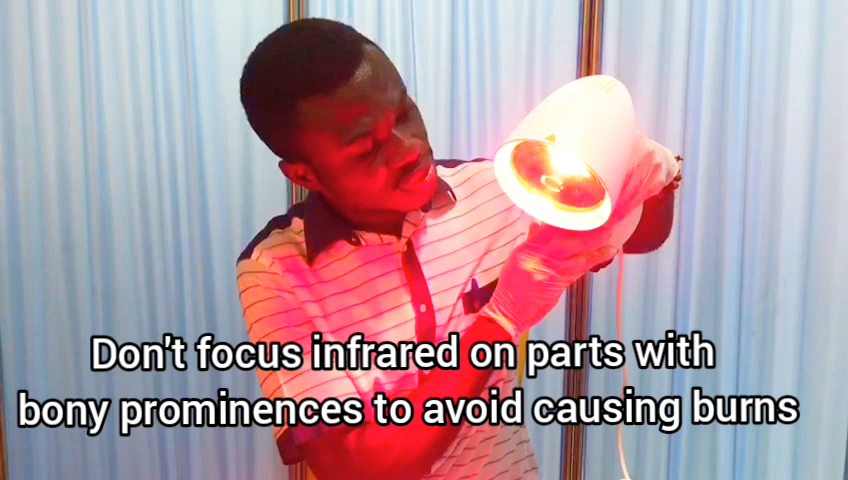 Don't focus infrared on parts with
bony prominences to avoid causing burns